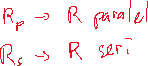 Rp → R paralel
Rs → R seri